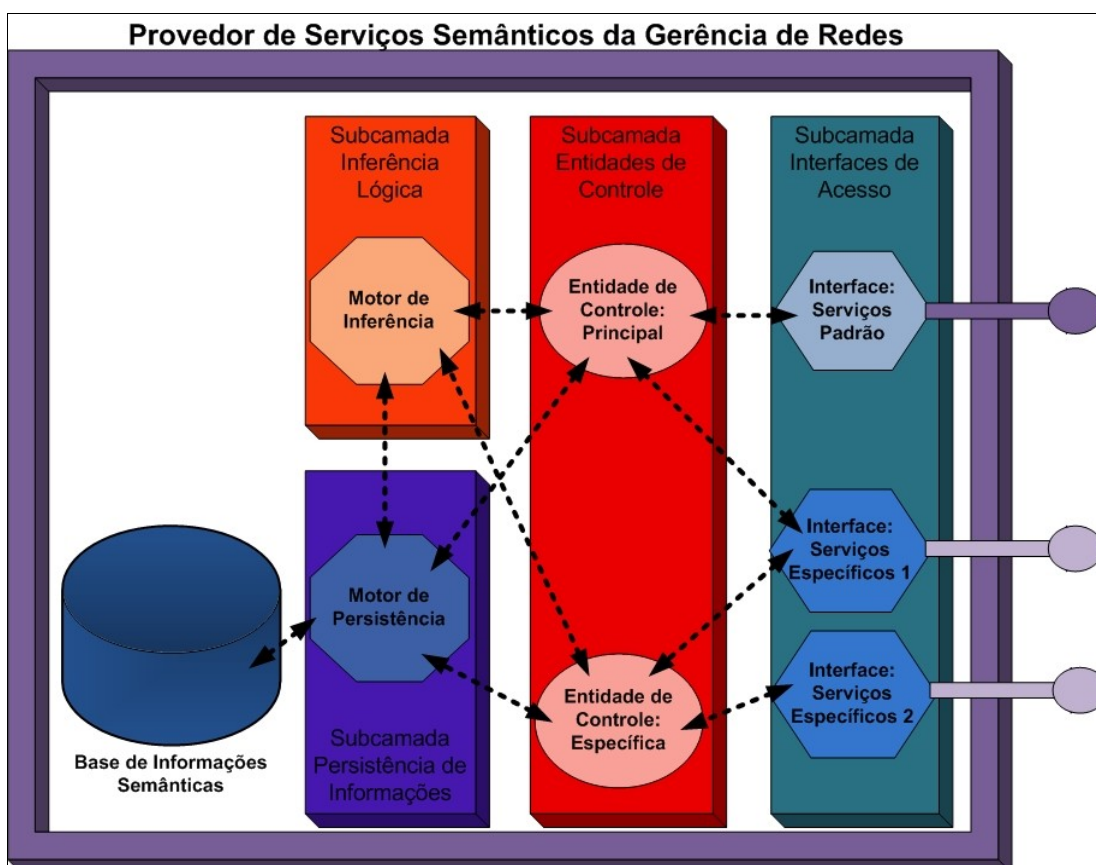 Provedor de Serviços Semânticos da Gerência de Redes
Subcamada
Inferência
Lógica
Subcamada
Entidades de
Controle
Subcamada
Interfaces de
Acesso
Motor de
Inferência
Entidade de
Controle:
Principal
Interface:
Serviços
Padrão
Interface:
Serviços
Específicos 1
Motor de
Persistência
Interface:
Serviços
Específicos 2
Entidade de
Controle:
Específica
Subcamada
Persistência de
Informações
Base de Informações
Semânticas